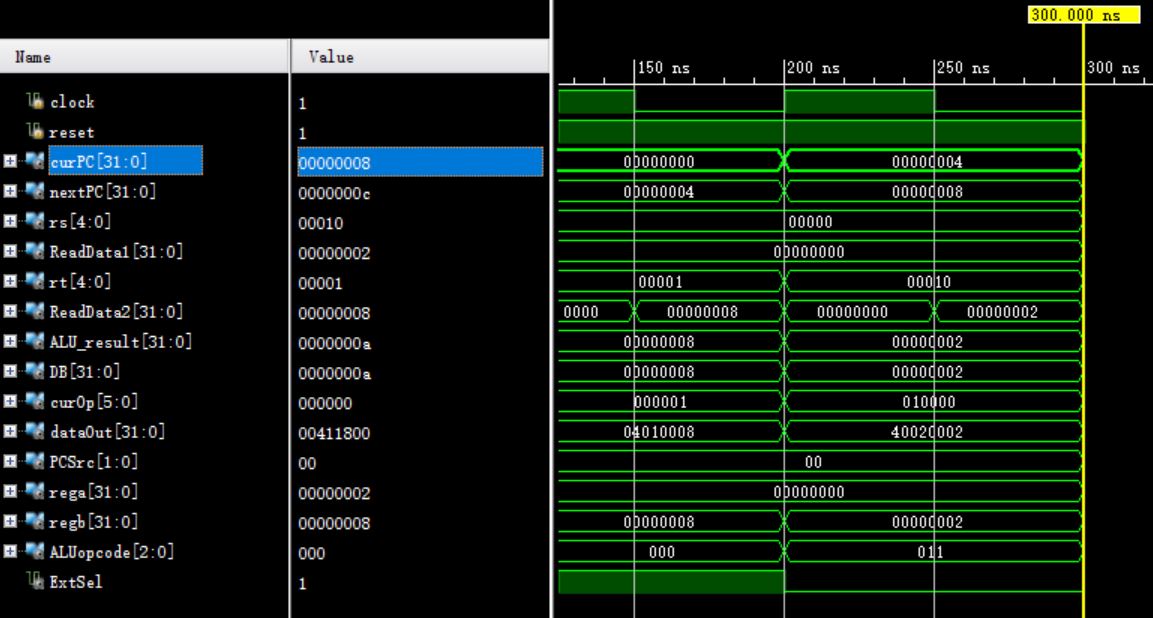 300.000 ns
Name Value
150 ns 200 ns 250 ns 300 ns
clock 1
reset 1
curPC[31:0] 00000008 00000000 00000004
nextPC[31:0] 0000000c 00000004 00000008
rs[4:0] 00010 00000
ReadData1[31:0] 00000002 00000000
rt[4:0] 00001 00001 00010
ReadData2[31:0] 00000008 0000 00000008 00000000 00000002
ALU_result[31:0] 0000000a 00000008 00000002
DB[31:0] 0000000a 00000008 00000002
curOp[5:0] 000000 000001 010000
dataOut[31:0] 00411800 04010008 40020002
PCSrc[1:0] 00 00
rega[31:0] 00000002 00000000
regb[31:0] 00000008 00000008 00000002
ALUopcode[2:0] 000 000 011
ExtSel 1